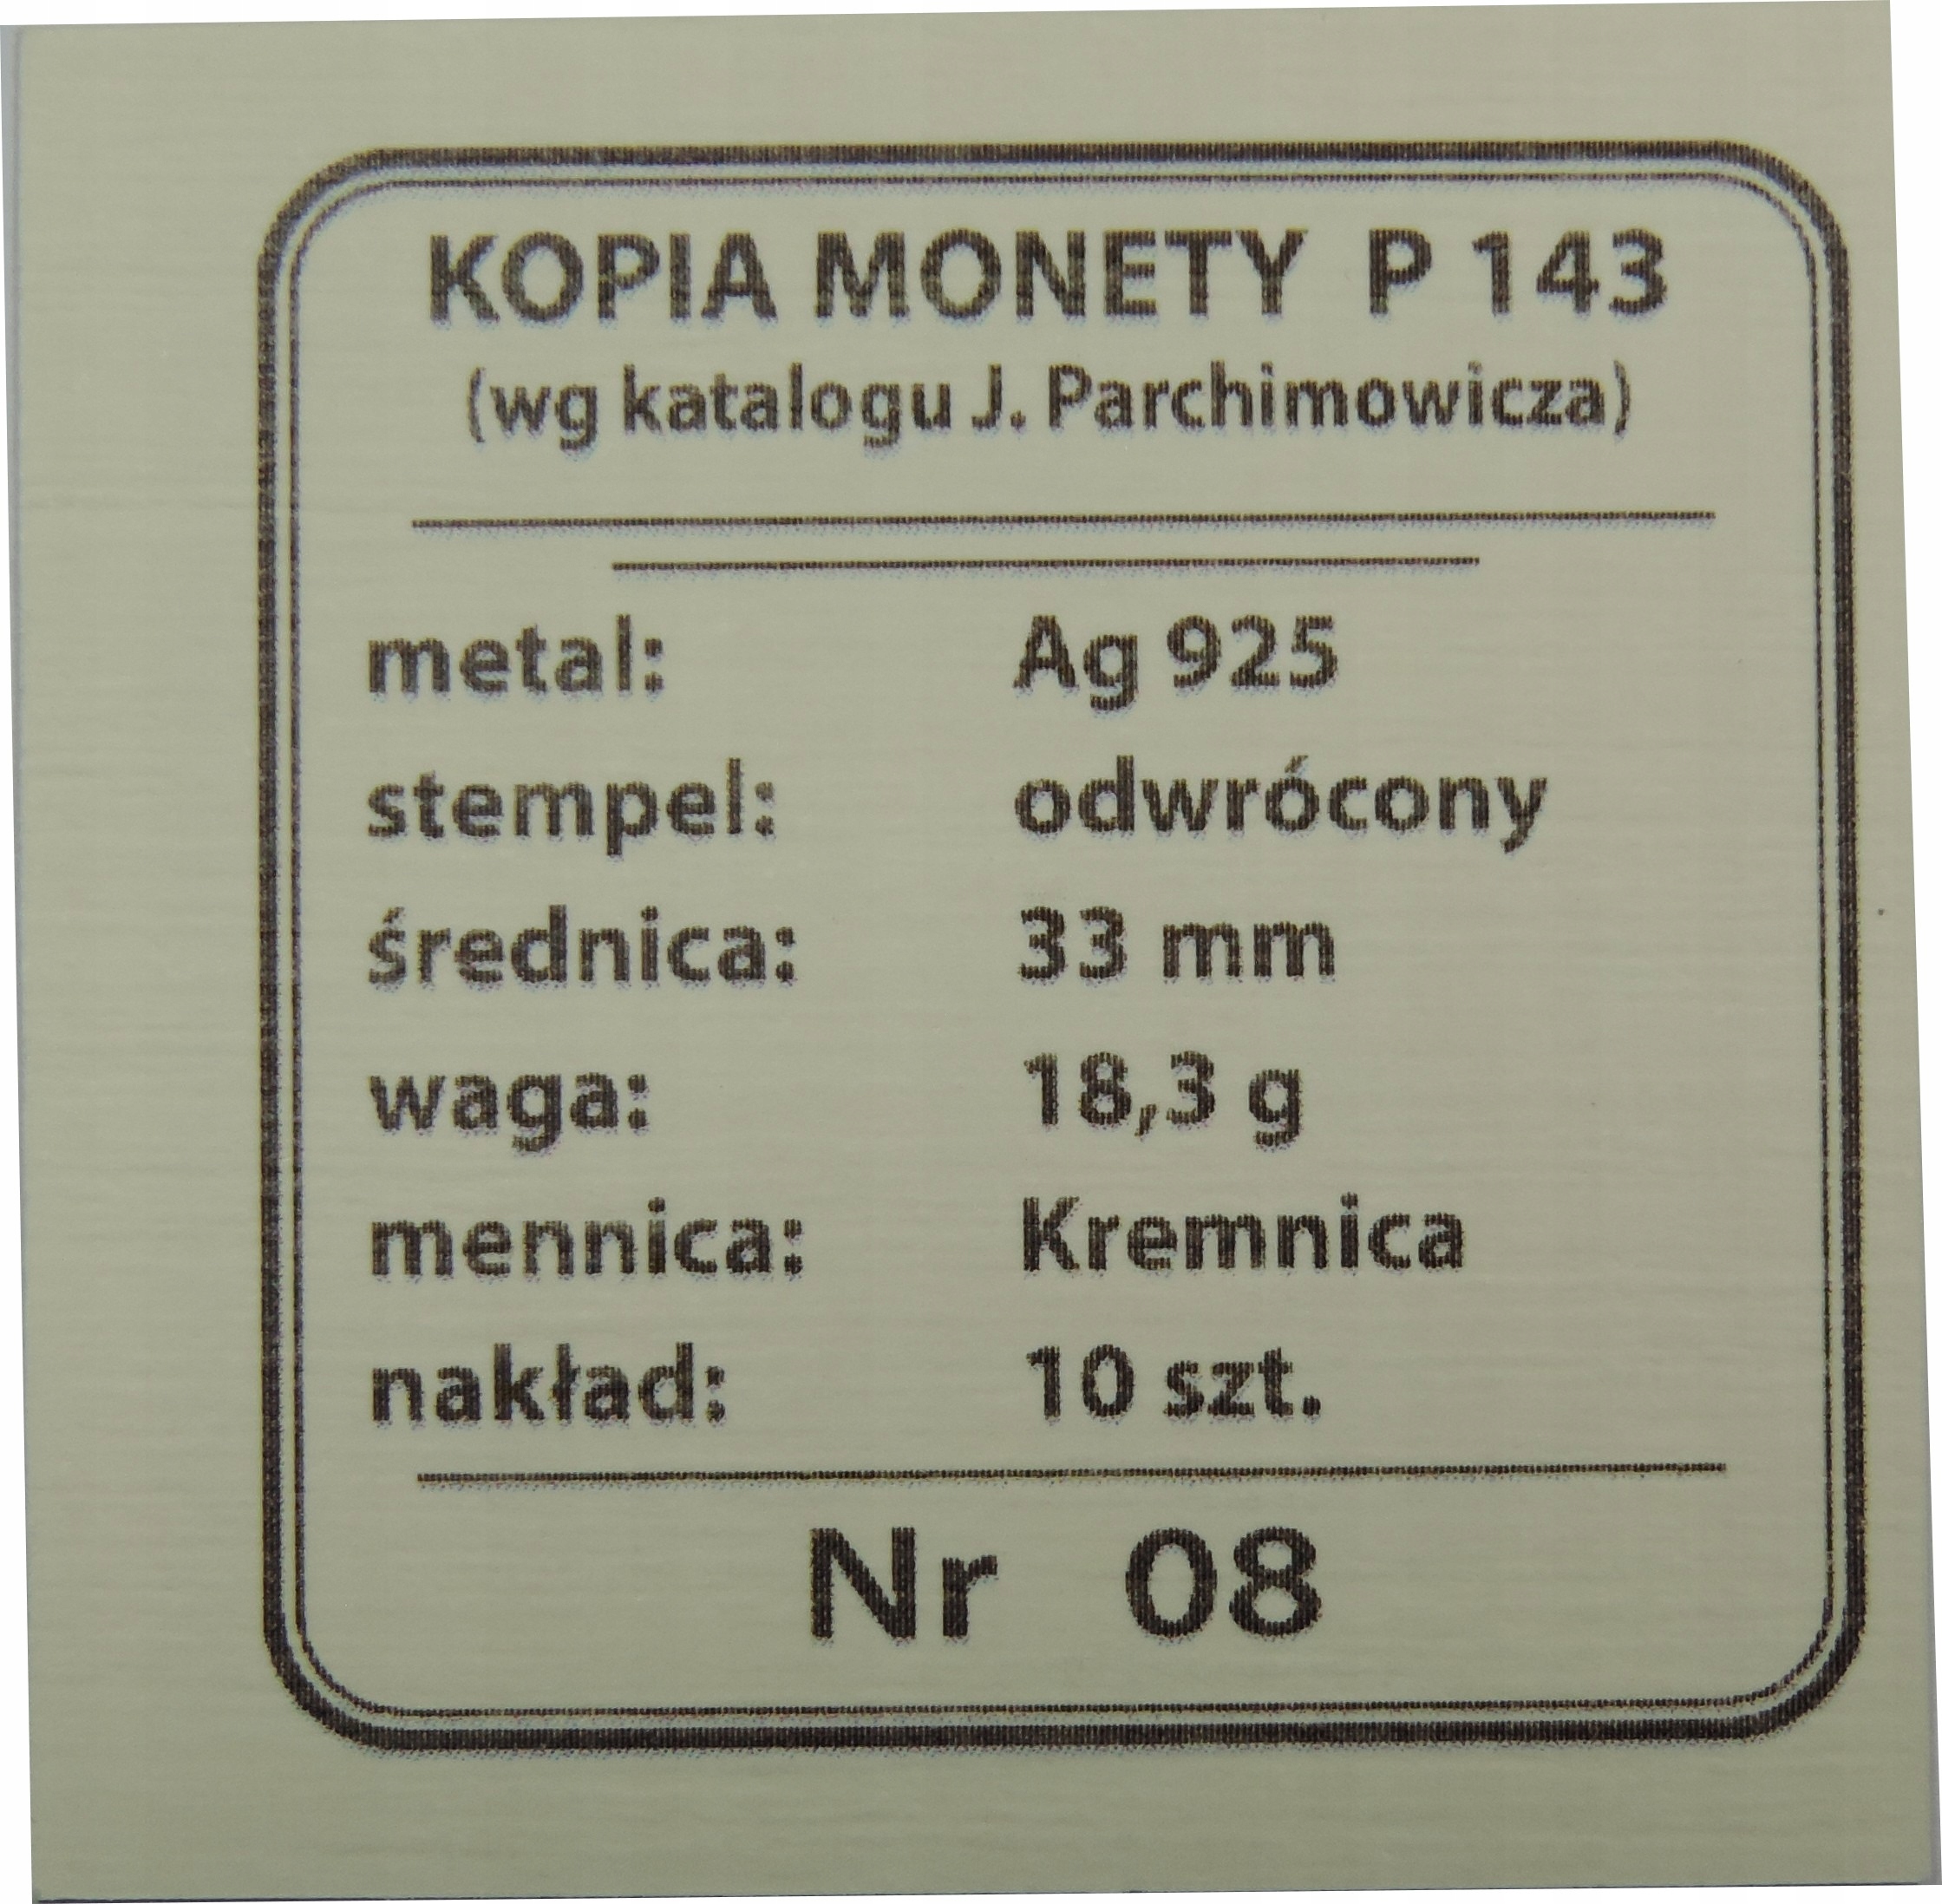 KOPIA MONETY P 143
(wg katalogu J. Parchimowicza)
metal: Ag 925
stempel: odwrócony
średnica: 33 mm
waga: 18,3 g
mennica: Kremnica
nakład: 10 szt.
Nr 08